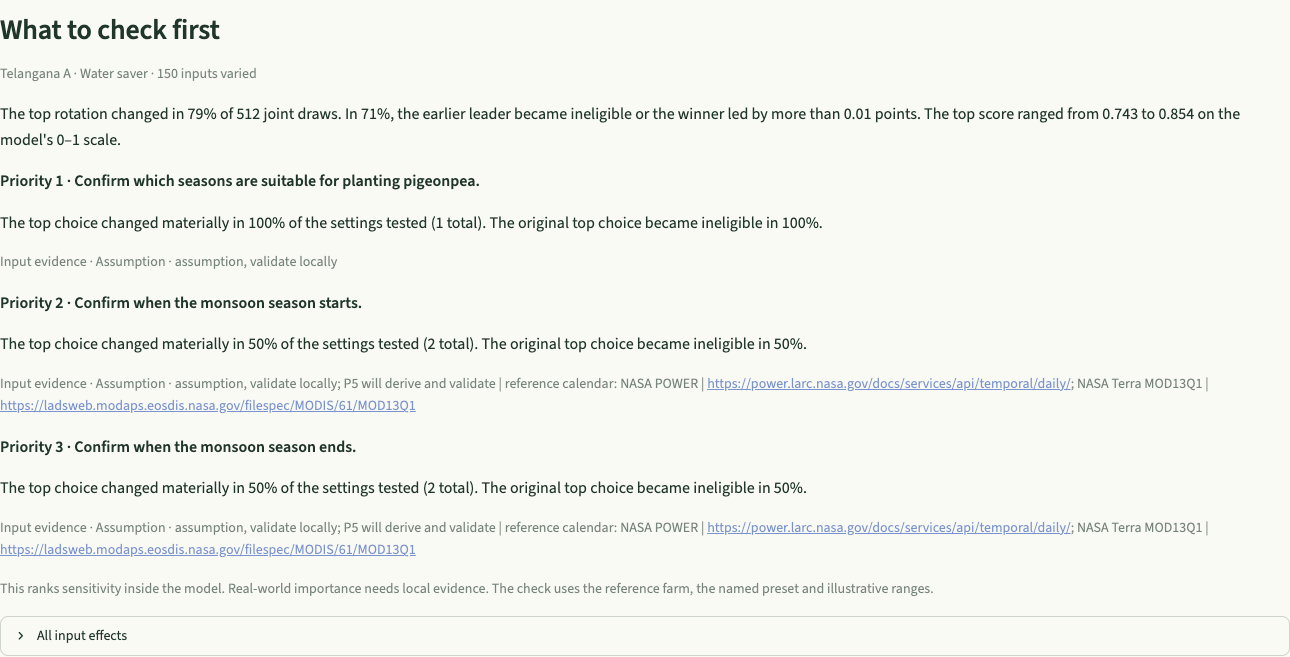 What to check first
Telangana A · Water saver · 150 inputs varied
The top rotation changed in 79% of 512 joint draws. In 71%, the earlier leader became ineligible or the winner led by more than 0.01 points. The top score ranged from 0.743 to 0.854 on the
model's 0–1 scale.
Priority 1 · Confirm which seasons are suitable for planting pigeonpea.
The top choice changed materially in 100% of the settings tested (1 total). The original top choice became ineligible in 100%.
Input evidence · Assumption · assumption, validate locally
Priority 2 · Confirm when the monsoon season starts.
The top choice changed materially in 50% of the settings tested (2 total). The original top choice became ineligible in 50%.
Input evidence · Assumption · assumption, validate locally; P5 will derive and validate | reference calendar: NASA POWER | https://power.larc.nasa.gov/docs/services/api/temporal/daily/; NASA Terra MOD13Q1 |
https://ladsweb.modaps.eosdis.nasa.gov/filespec/MODIS/61/MOD13Q1
Priority 3 · Confirm when the monsoon season ends.
The top choice changed materially in 50% of the settings tested (2 total). The original top choice became ineligible in 50%.
Input evidence · Assumption · assumption, validate locally; P5 will derive and validate | reference calendar: NASA POWER | https://power.larc.nasa.gov/docs/services/api/temporal/daily/; NASA Terra MOD13Q1 |
https://ladsweb.modaps.eosdis.nasa.gov/filespec/MODIS/61/MOD13Q1
This ranks sensitivity inside the model. Real-world importance needs local evidence. The check uses the reference farm, the named preset and illustrative ranges.
All input effects